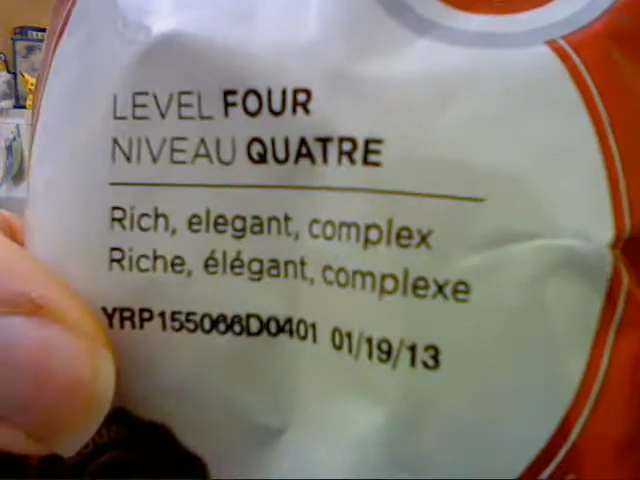 LEVEL FOUR
NIVEAU QUATRE
Rich, elegant, complex
Riche, élégant, complexe
YRP155066D0401 01/19/13